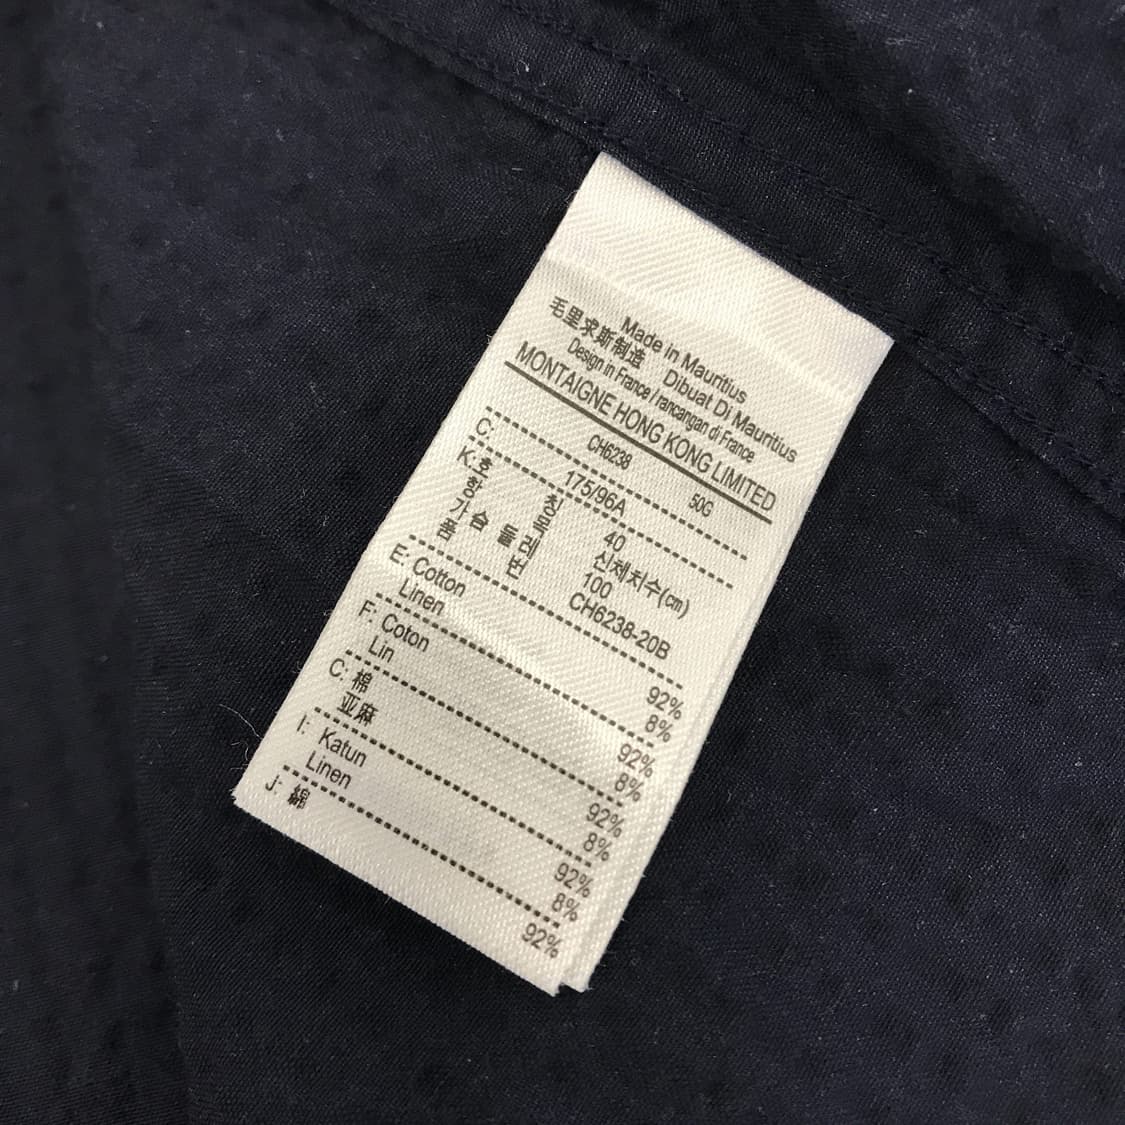 Made in Mauritius
毛里求斯制造 Dibuat Di Mauritius
Design in France / rancangan di France
MONTAIGNE HONG KONG LIMITED
CH6238 50G
C: 175/96A
K: 호 칭 40
항 목 신체치수(cm)
가슴둘레 100
품 번 CH6238-20B
E: Cotton 92%
Linen 8%
F: Coton 92%
Lin 8%
C: 棉 92%
亚麻 8%
I: Katun 92%
Linen 8%
J: 綿 92%